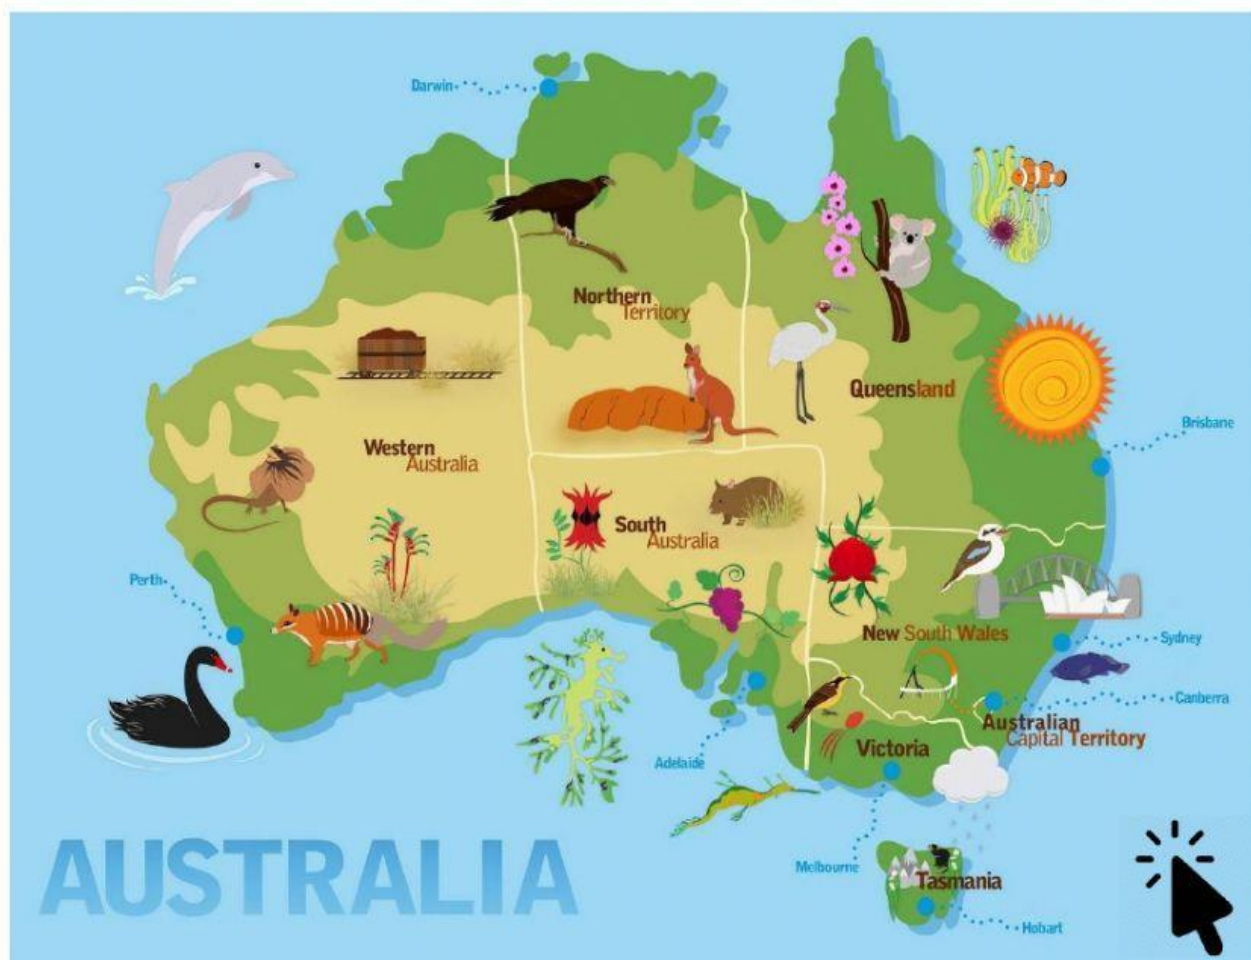 Darwin
Northern
Territory
Queensland
Brisbane
Western
Australia
South
Australia
Perth
New South Wales
Sydney
Canberra
Australian
Capital Territory
Victoria
Adelaide
Melbourne
Tasmania
Hobart
AUSTRALIA